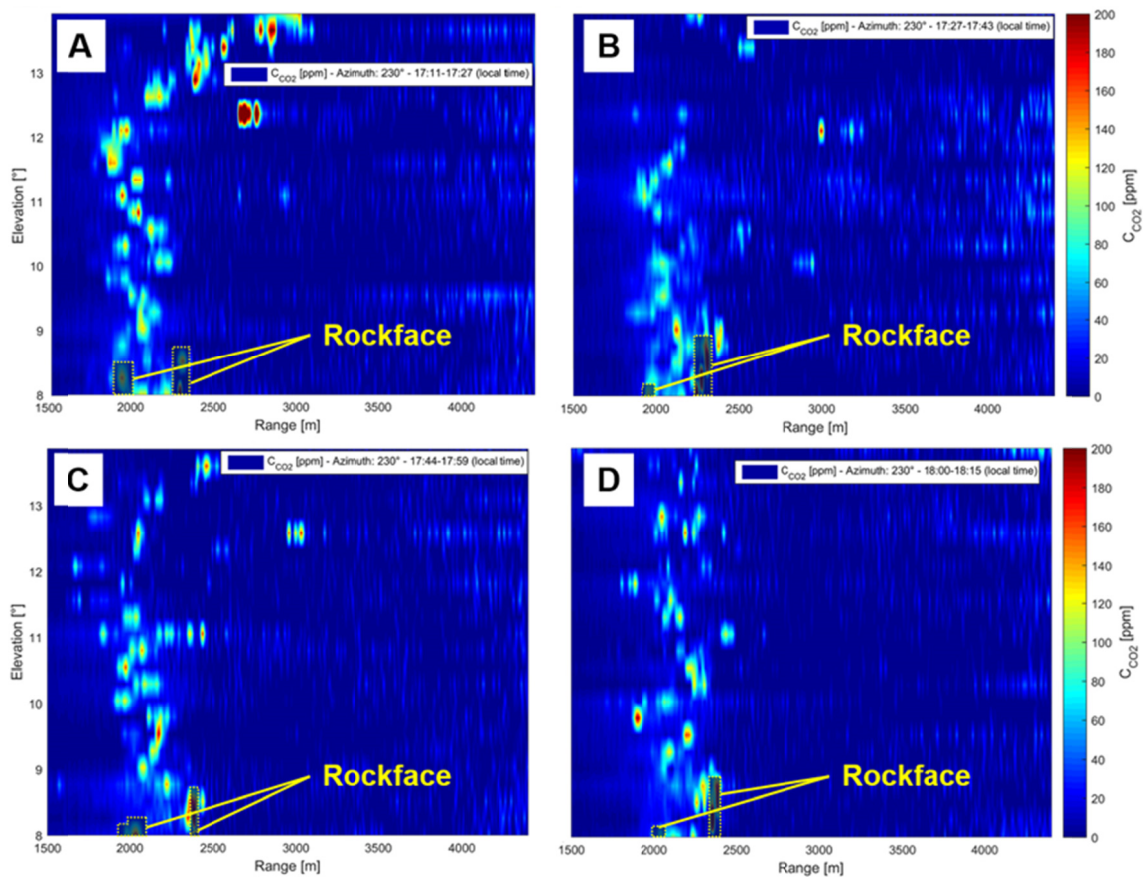 A
C_CO2 [ppm] - Azimuth: 230° - 17:11-17:27 (local time)
Rockface
Elevation [°]
13
12
11
10
9
8
1500
2000
2500
3000
3500
4000
Range [m]
B
C_CO2 [ppm] - Azimuth: 230° - 17:27-17:43 (local time)
Rockface
1500
2000
2500
3000
3500
4000
Range [m]
200
180
160
140
120
100
80
60
40
20
0
C_CO2 [ppm]
C
C_CO2 [ppm] - Azimuth: 230° - 17:44-17:59 (local time)
Rockface
Elevation [°]
13
12
11
10
9
8
1500
2000
2500
3000
3500
4000
Range [m]
D
C_CO2 [ppm] - Azimuth: 230° - 18:00-18:15 (local time)
Rockface
1500
2000
2500
3000
3500
4000
Range [m]
200
180
160
140
120
100
80
60
40
20
0
C_CO2 [ppm]